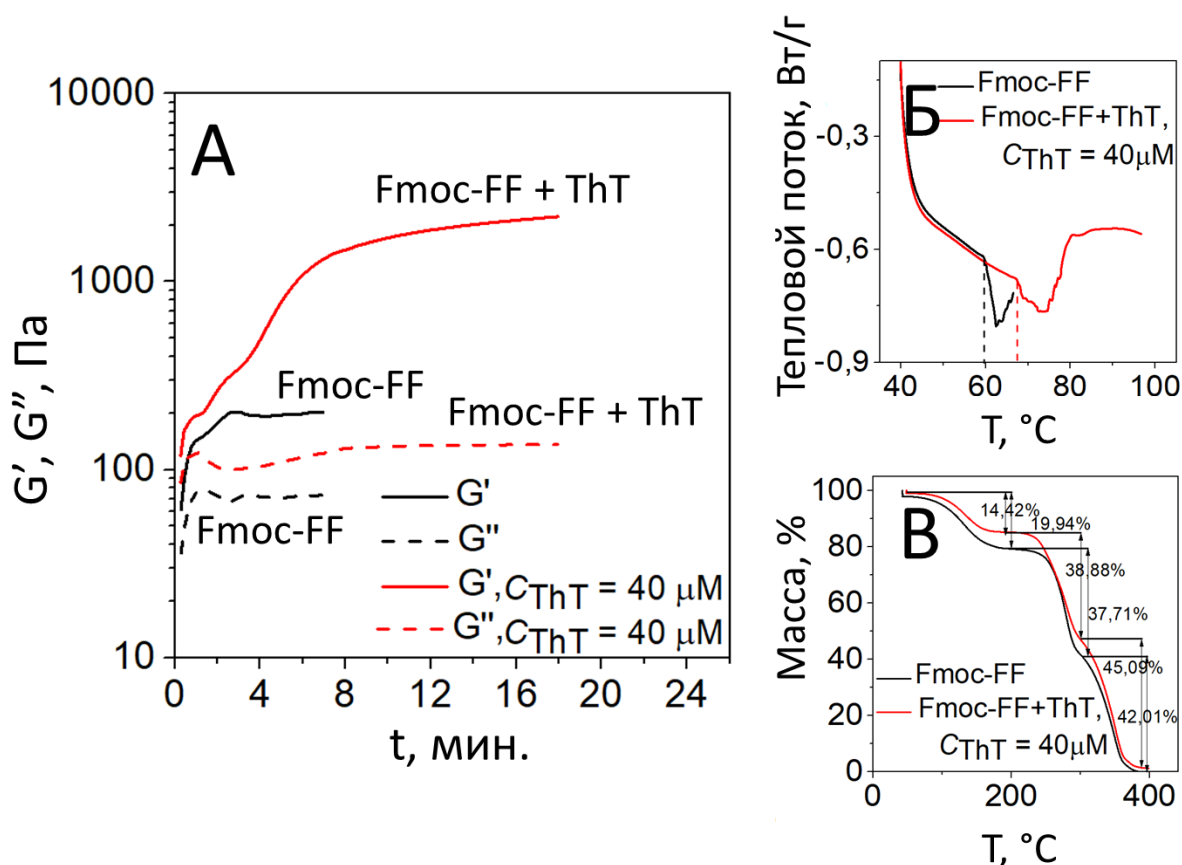 10000
1000
100
10
G′, G″, Па
А
Fmoc-FF + ThT
Fmoc-FF
Fmoc-FF + ThT
Fmoc-FF
G'
G''
G',CThT = 40 μM
G'',CThT = 40 μM
0 4 8 12 16 20 24
t, мин.
Тепловой поток, Вт/г
Б
Fmoc-FF
Fmoc-FF+ThT,
CThT = 40μM
-0,3
-0,6
-0,9
40 60 80 100
T, °C
Масса, %
В
100
80
60
40
20
0
14,42%
19,94%
38,88%
37,71%
45,09%
42,01%
Fmoc-FF
Fmoc-FF+ThT,
CThT = 40μM
0 200 400
T, °C